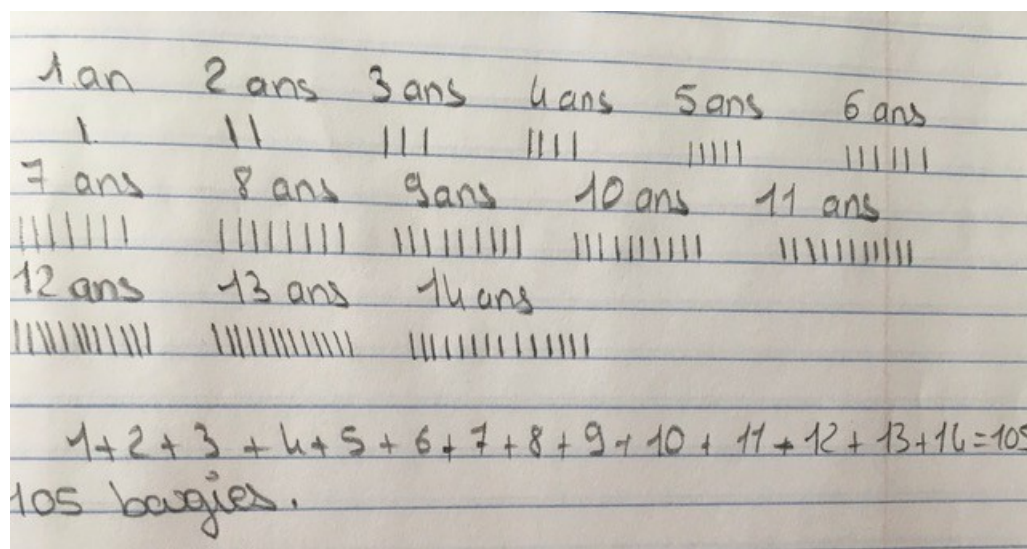 1 an 2 ans 3 ans 4 ans 5 ans 6 ans
7 ans 8 ans 9 ans 10 ans 11 ans
12 ans 13 ans 14 ans
1+2+3+4+5+6+7+8+9+10+11+12+13+14=105
105 bougies.